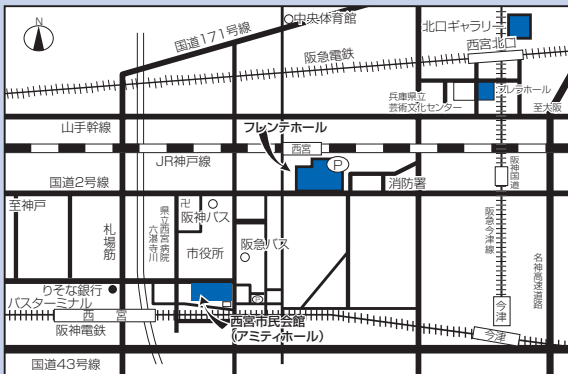 N
国道171号線
中央体育館
北口ギャラリー
阪急電鉄
西宮北口
兵庫県立
芸術文化センター
プレラホール
至大阪
山手幹線
フレンテホール
西宮
JR神戸線
P
国道2号線
消防署
阪神国道
至神戸
札場筋
県立西宮病院
六湛寺川
卍
阪神バス
市役所
阪急バス
阪急今津線
名神高速道路
りそな銀行
バスターミナル
西宮
阪神電鉄
P
西宮市民会館
(アミティホール)
今津
今津
国道43号線